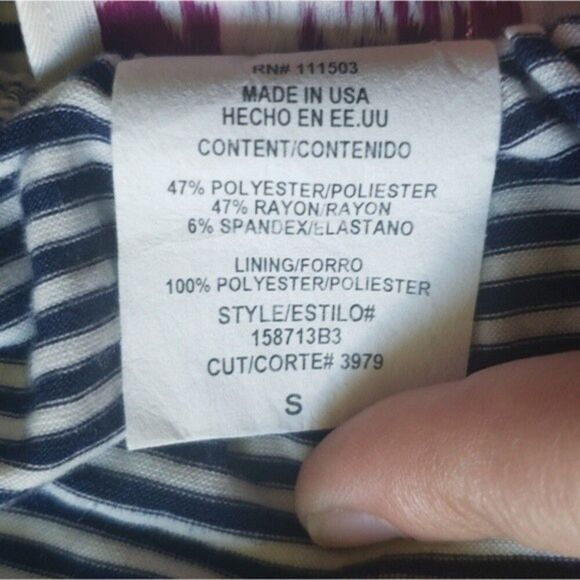 RN# 111503
MADE IN USA
HECHO EN EE.UU
CONTENT/CONTENIDO
47% POLYESTER/POLIESTER
47% RAYON/RAYON
6% SPANDEX/ELASTANO
LINING/FORRO
100% POLYESTER/POLIESTER
STYLE/ESTILO#
158713B3
CUT/CORTE# 3979
S